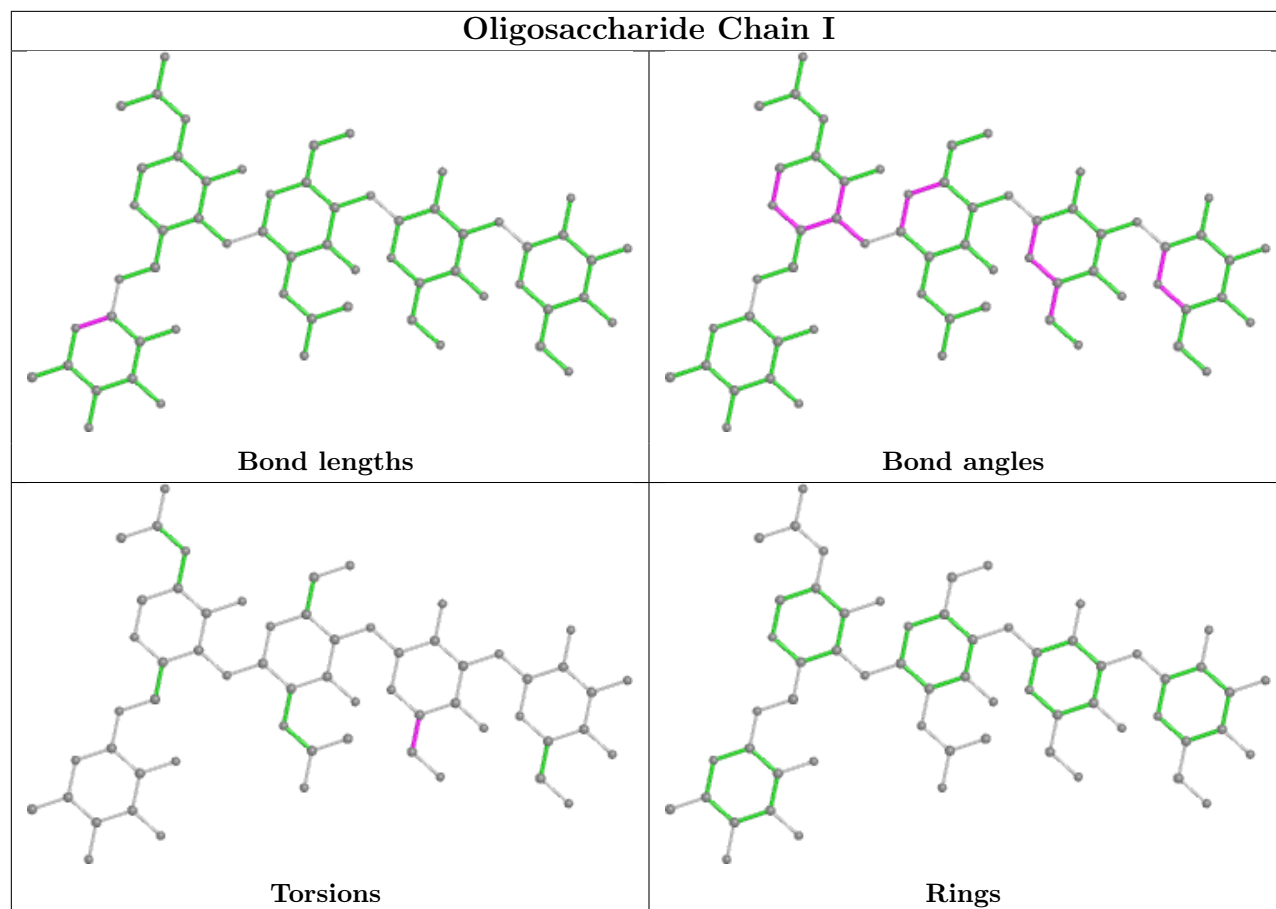 Oligosaccharide Chain I
Bond lengths
Bond angles
Torsions
Rings